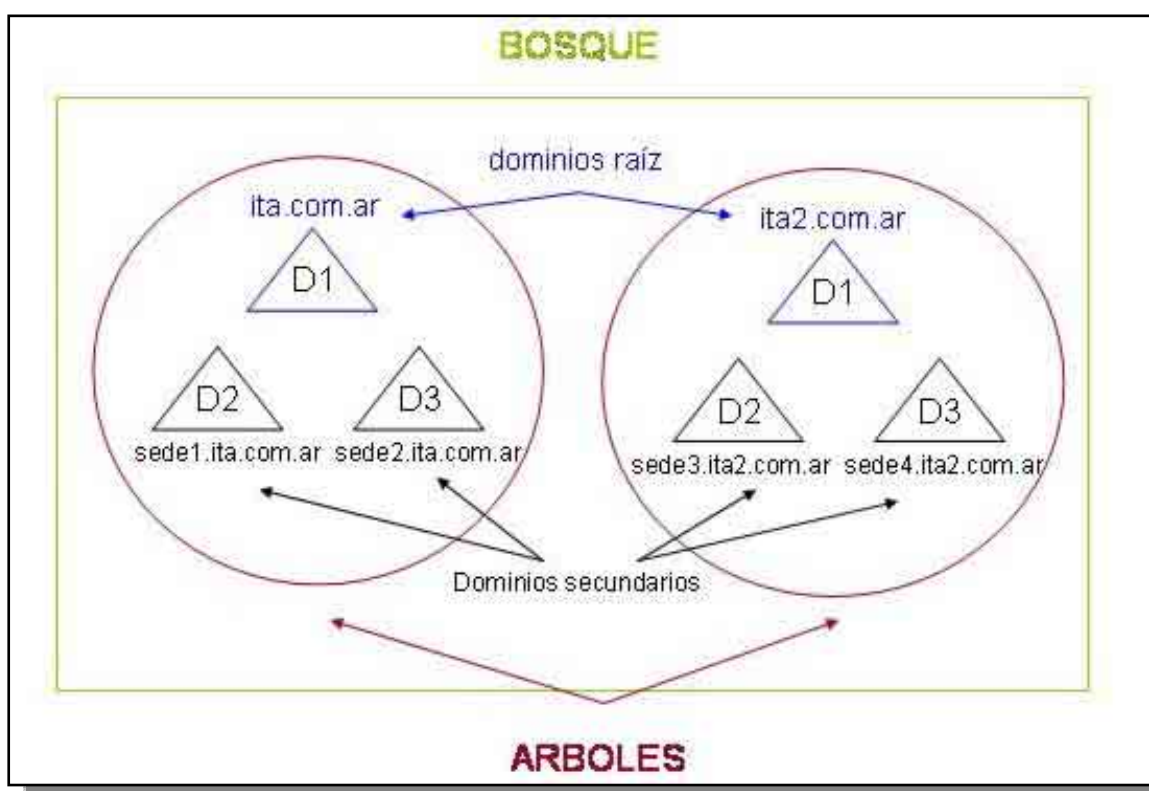 BOSQUE
dominios raíz
ita.com.ar
ita2.com.ar
D1
D1
D2
D3
D2
D3
sede1.ita.com.ar
sede2.ita.com.ar
sede3.ita2.com.ar
sede4.ita2.com.ar
Dominios secundarios
ARBOLES